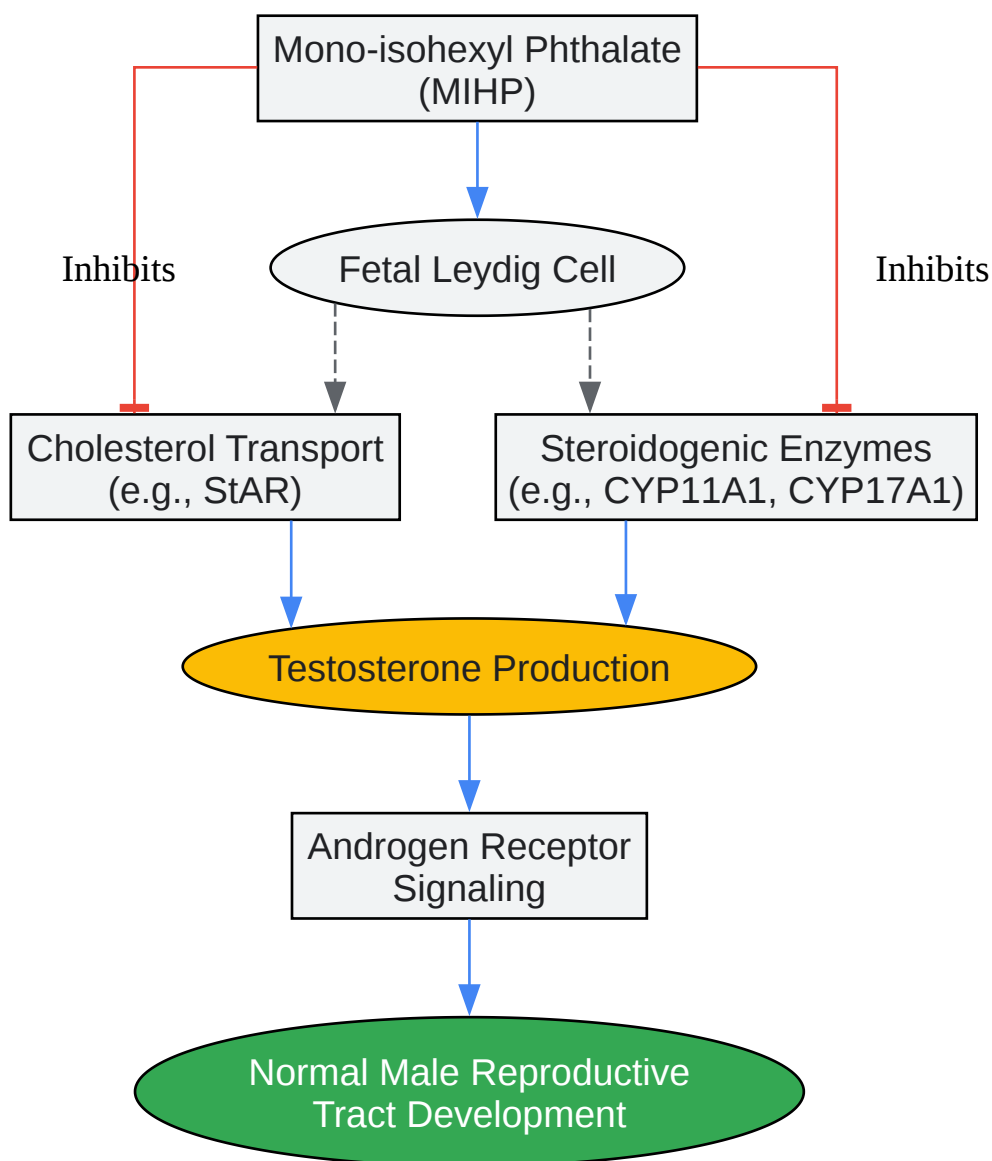 Mono-isohexyl Phthalate
(MIHP)
Fetal Leydig Cell
Inhibits
Inhibits
Cholesterol Transport
(e.g., StAR)
Steroidogenic Enzymes
(e.g., CYP11A1, CYP17A1)
Testosterone Production
Androgen Receptor
Signaling
Normal Male Reproductive
Tract Development